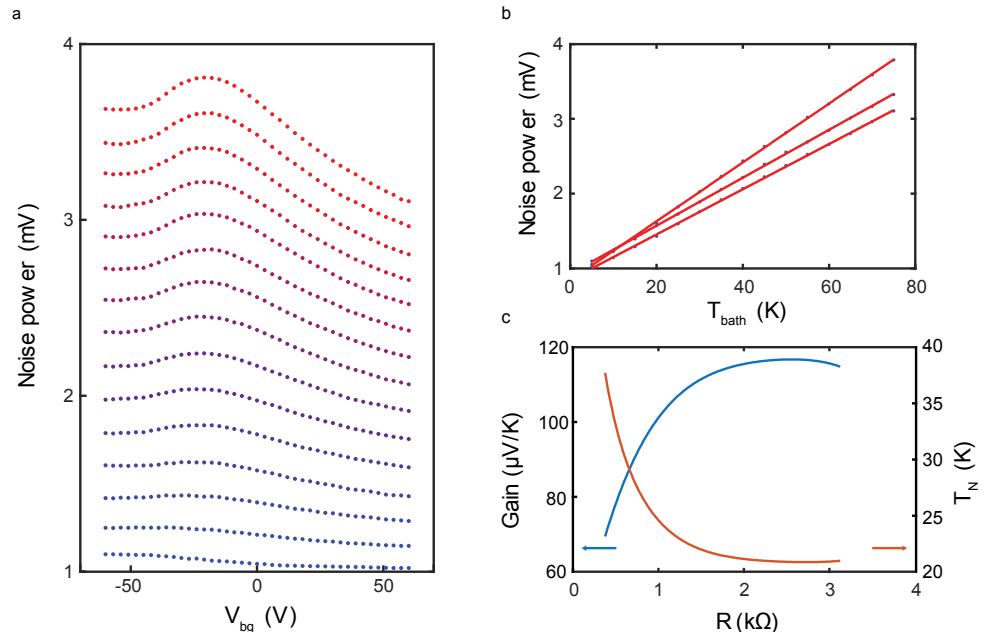 a
4
3
2
1
Noise power (mV)
-50 0 50
V_bg (V)
b
4
3
2
1
Noise power (mV)
0 20 40 60 80
T_bath (K)
c
120
100
80
60
Gain (μV/K)
40
35
30
25
20
T_N (K)
0 1 2 3 4
R (kΩ)